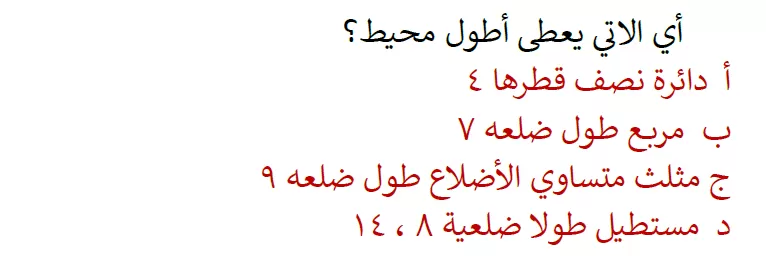 أي الاتي يعطى أطول محيط؟
أ دائرة نصف قطرها ٤
ب مربع طول ضلعه ٧
ج مثلث متساوي الأضلاع طول ضلعه ٩
د مستطيل طولا ضلعية ٨ ، ١٤